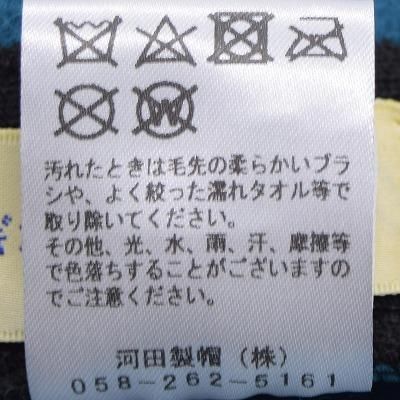 汚れたときは毛先の柔らかいブラ
シや、よく絞った濡れタオル等で
取り除いてください。
その他、光、水、雨、汗、摩擦等
で色落ちすることがございますの
でご注意ください。
河田製帽（株）
058-262-5161